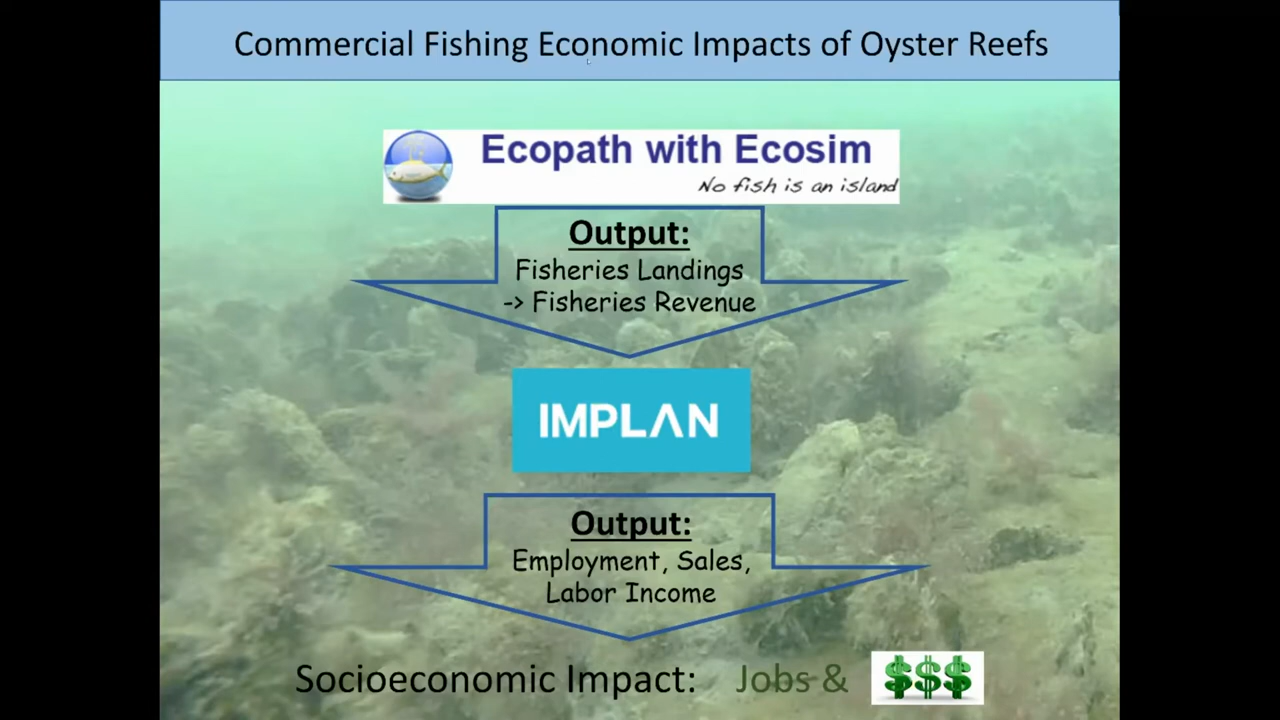 Commercial Fishing Economic Impacts of Oyster Reefs
Ecopath with Ecosim
No fish is an island
Output:
Fisheries Landings
-> Fisheries Revenue
IMPLAN
Output:
Employment, Sales,
Labor Income
Socioeconomic Impact: Jobs & $$$